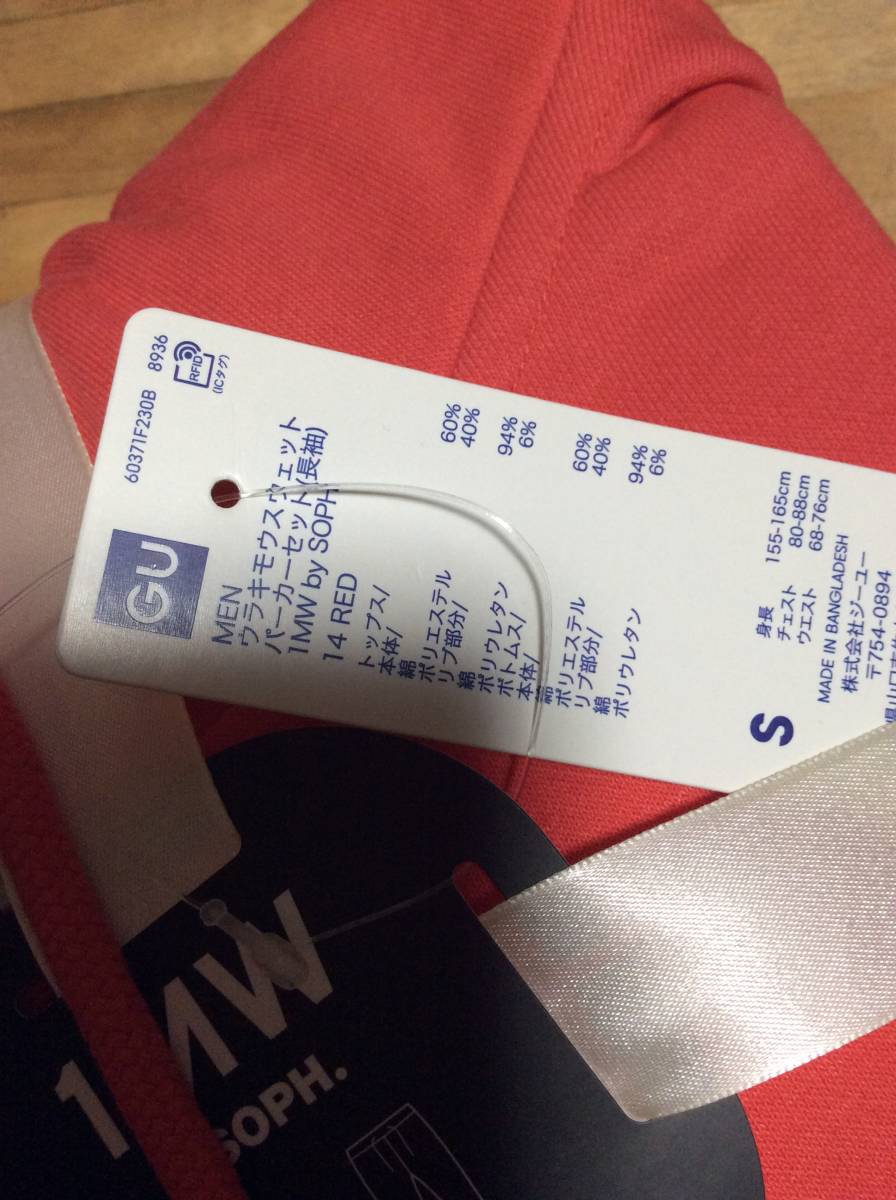 60371F230B 8936
RFID
(ICタグ)
GU
MEN
ウラキモウスウェット
パーカーセット(長袖)
1MW by SOPH
14 RED
トップス/
本体/
綿 60%
ポリエステル 40%
リブ部分/
綿 94%
ポリウレタン 6%
ボトムス/
本体/
綿 60%
ポリエステル 40%
リブ部分/
綿 94%
ポリウレタン 6%
S
身長 155-165cm
チェスト 80-88cm
ウエスト 68-76cm
MADE IN BANGLADESH
株式会社ジーユー
〒754-0894
1MW
SOPH.